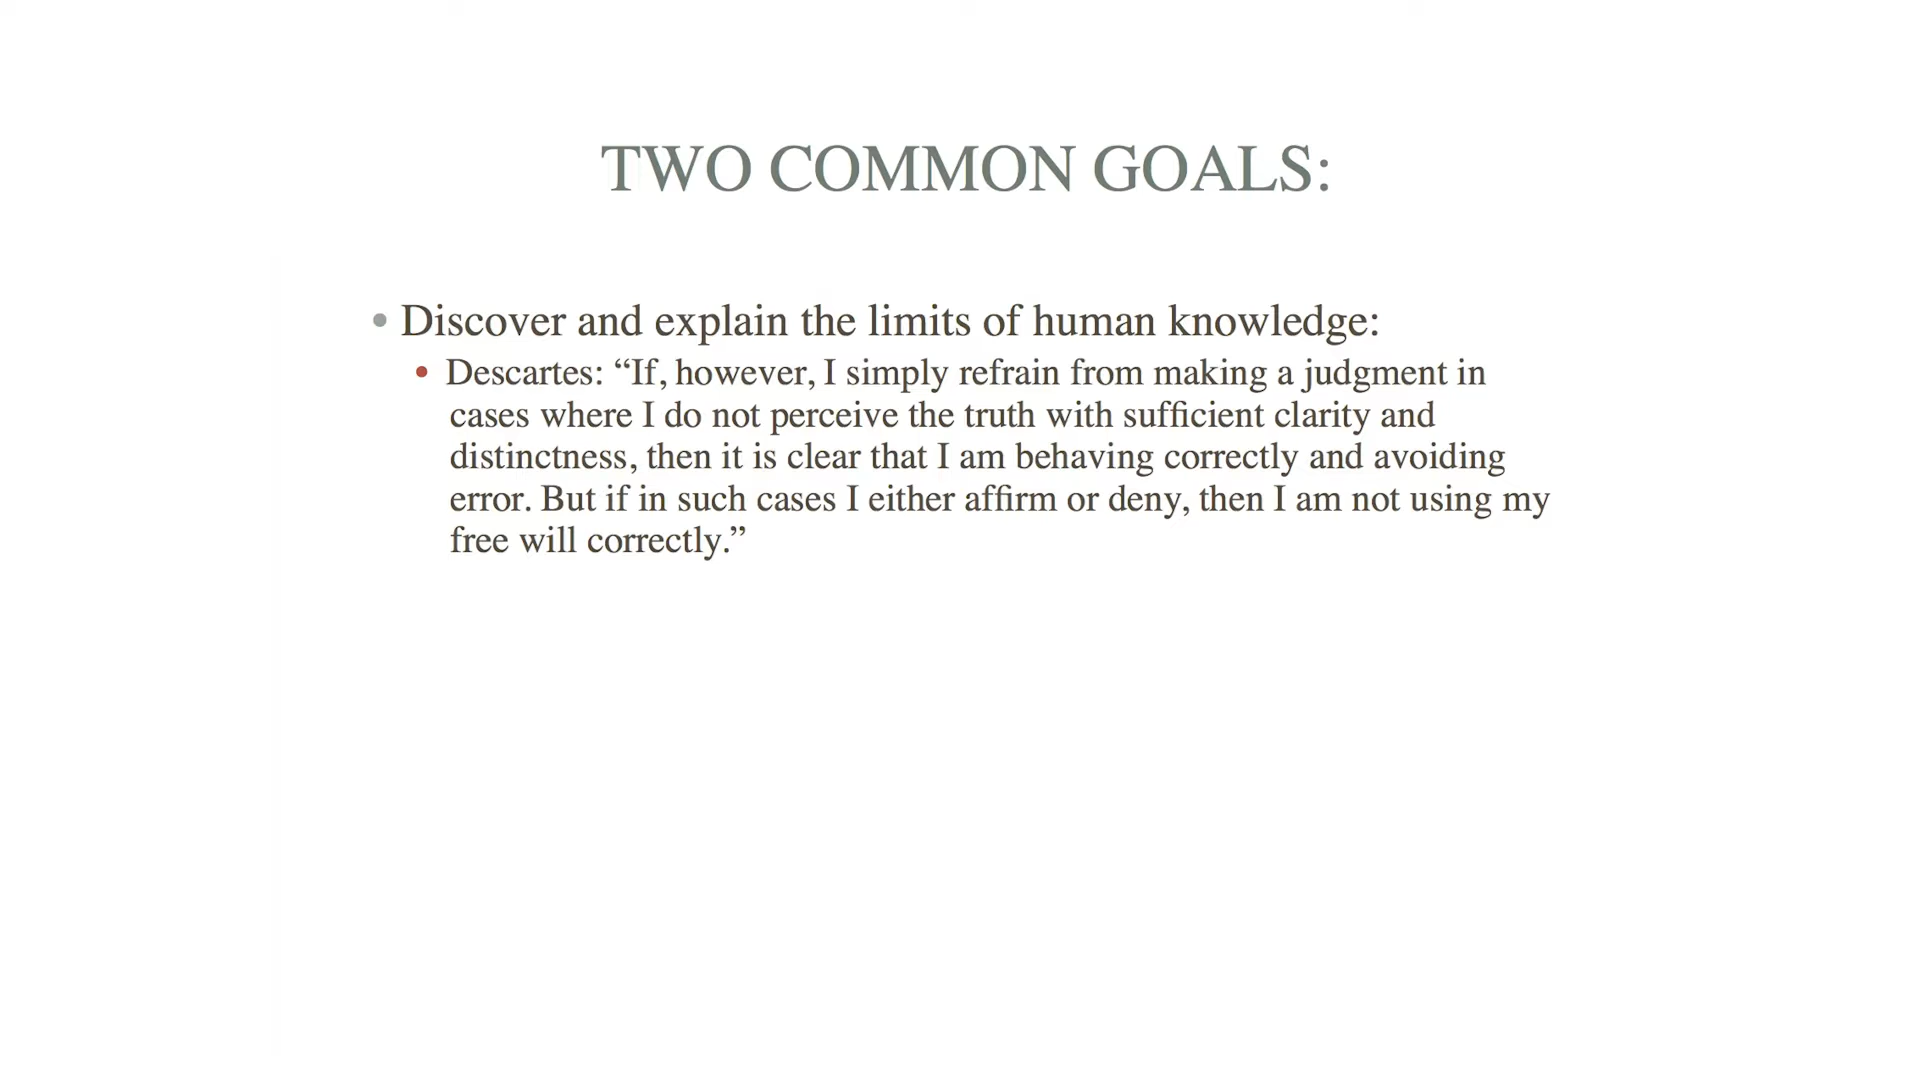 TWO COMMON GOALS:
• Discover and explain the limits of human knowledge:
• Descartes: “If, however, I simply refrain from making a judgment in
cases where I do not perceive the truth with sufficient clarity and
distinctness, then it is clear that I am behaving correctly and avoiding
error. But if in such cases I either affirm or deny, then I am not using my
free will correctly.”